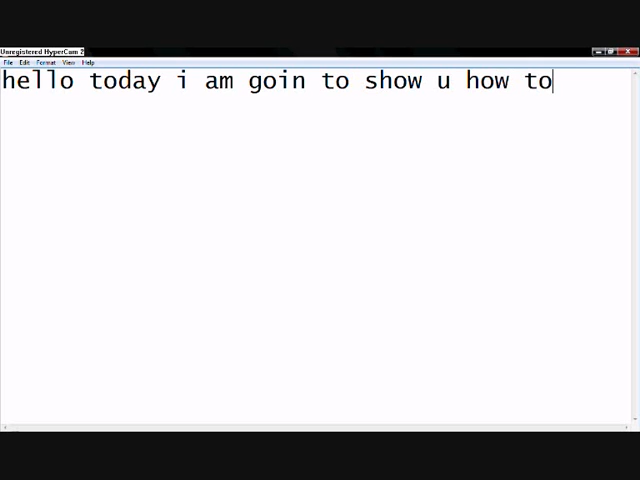 Unregistered HyperCam 2
File Edit Format View Help
hello today i am goin to show u how to